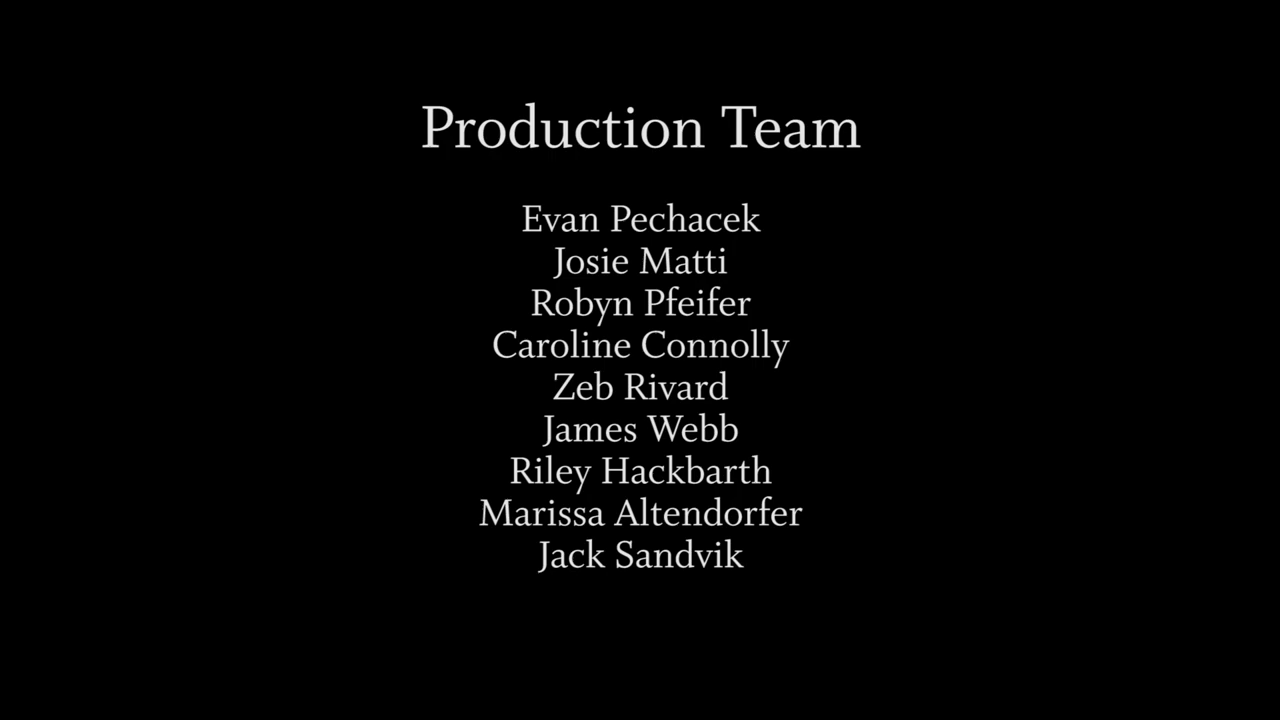 Production Team
Evan Pechacek
Josie Matti
Robyn Pfeifer
Caroline Connolly
Zeb Rivard
James Webb
Riley Hackbarth
Marissa Altendorfer
Jack Sandvik